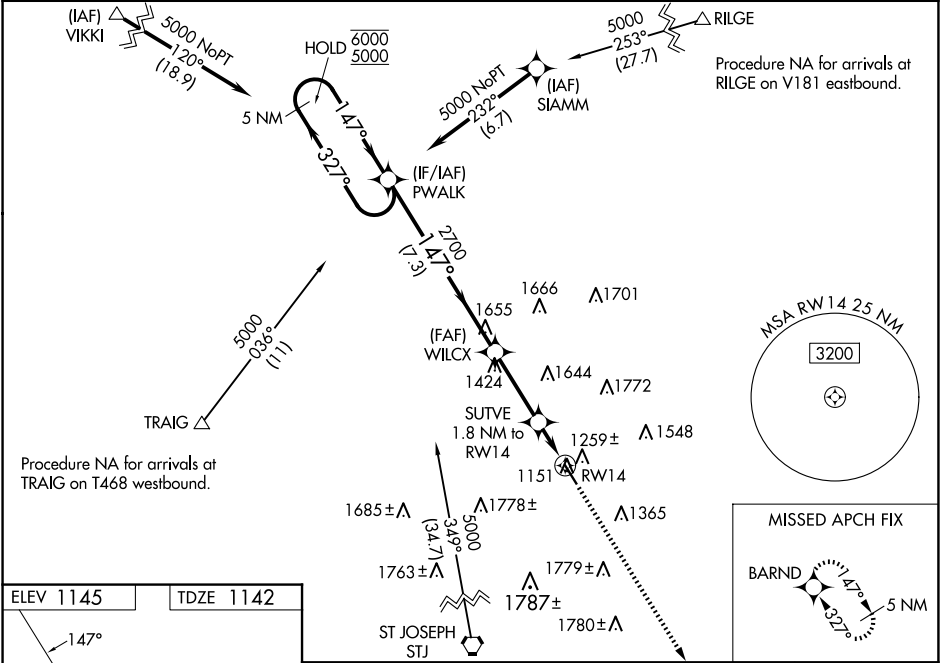 (IAF)
VIKKI
5000 NoPT
120°
(18.9)
HOLD
6000
5000
5 NM
147°
327°
5000
253°
(27.7)
RILGE
Procedure NA for arrivals at
RILGE on V181 eastbound.
5000 NoPT
232°
(6.7)
(IAF)
SIAMM
(IF/IAF)
PWALK
2700
147°
(7.3)
5000
036°
(11)
TRAIG
Procedure NA for arrivals at
TRAIG on T468 westbound.
1655
1666
1701
(FAF)
WILCX
1424
1644
1772
SUTVE
1.8 NM to
RW14
1259±
1548
1151
RW14
1685±
1778±
1365
5000
349°
(34.7)
1763±
1787±
1779±
1780±
ST JOSEPH
STJ
MSA RW14 25 NM
3200
MISSED APCH FIX
BARND
147°
327°
5 NM
ELEV 1145
TDZE 1142
147°